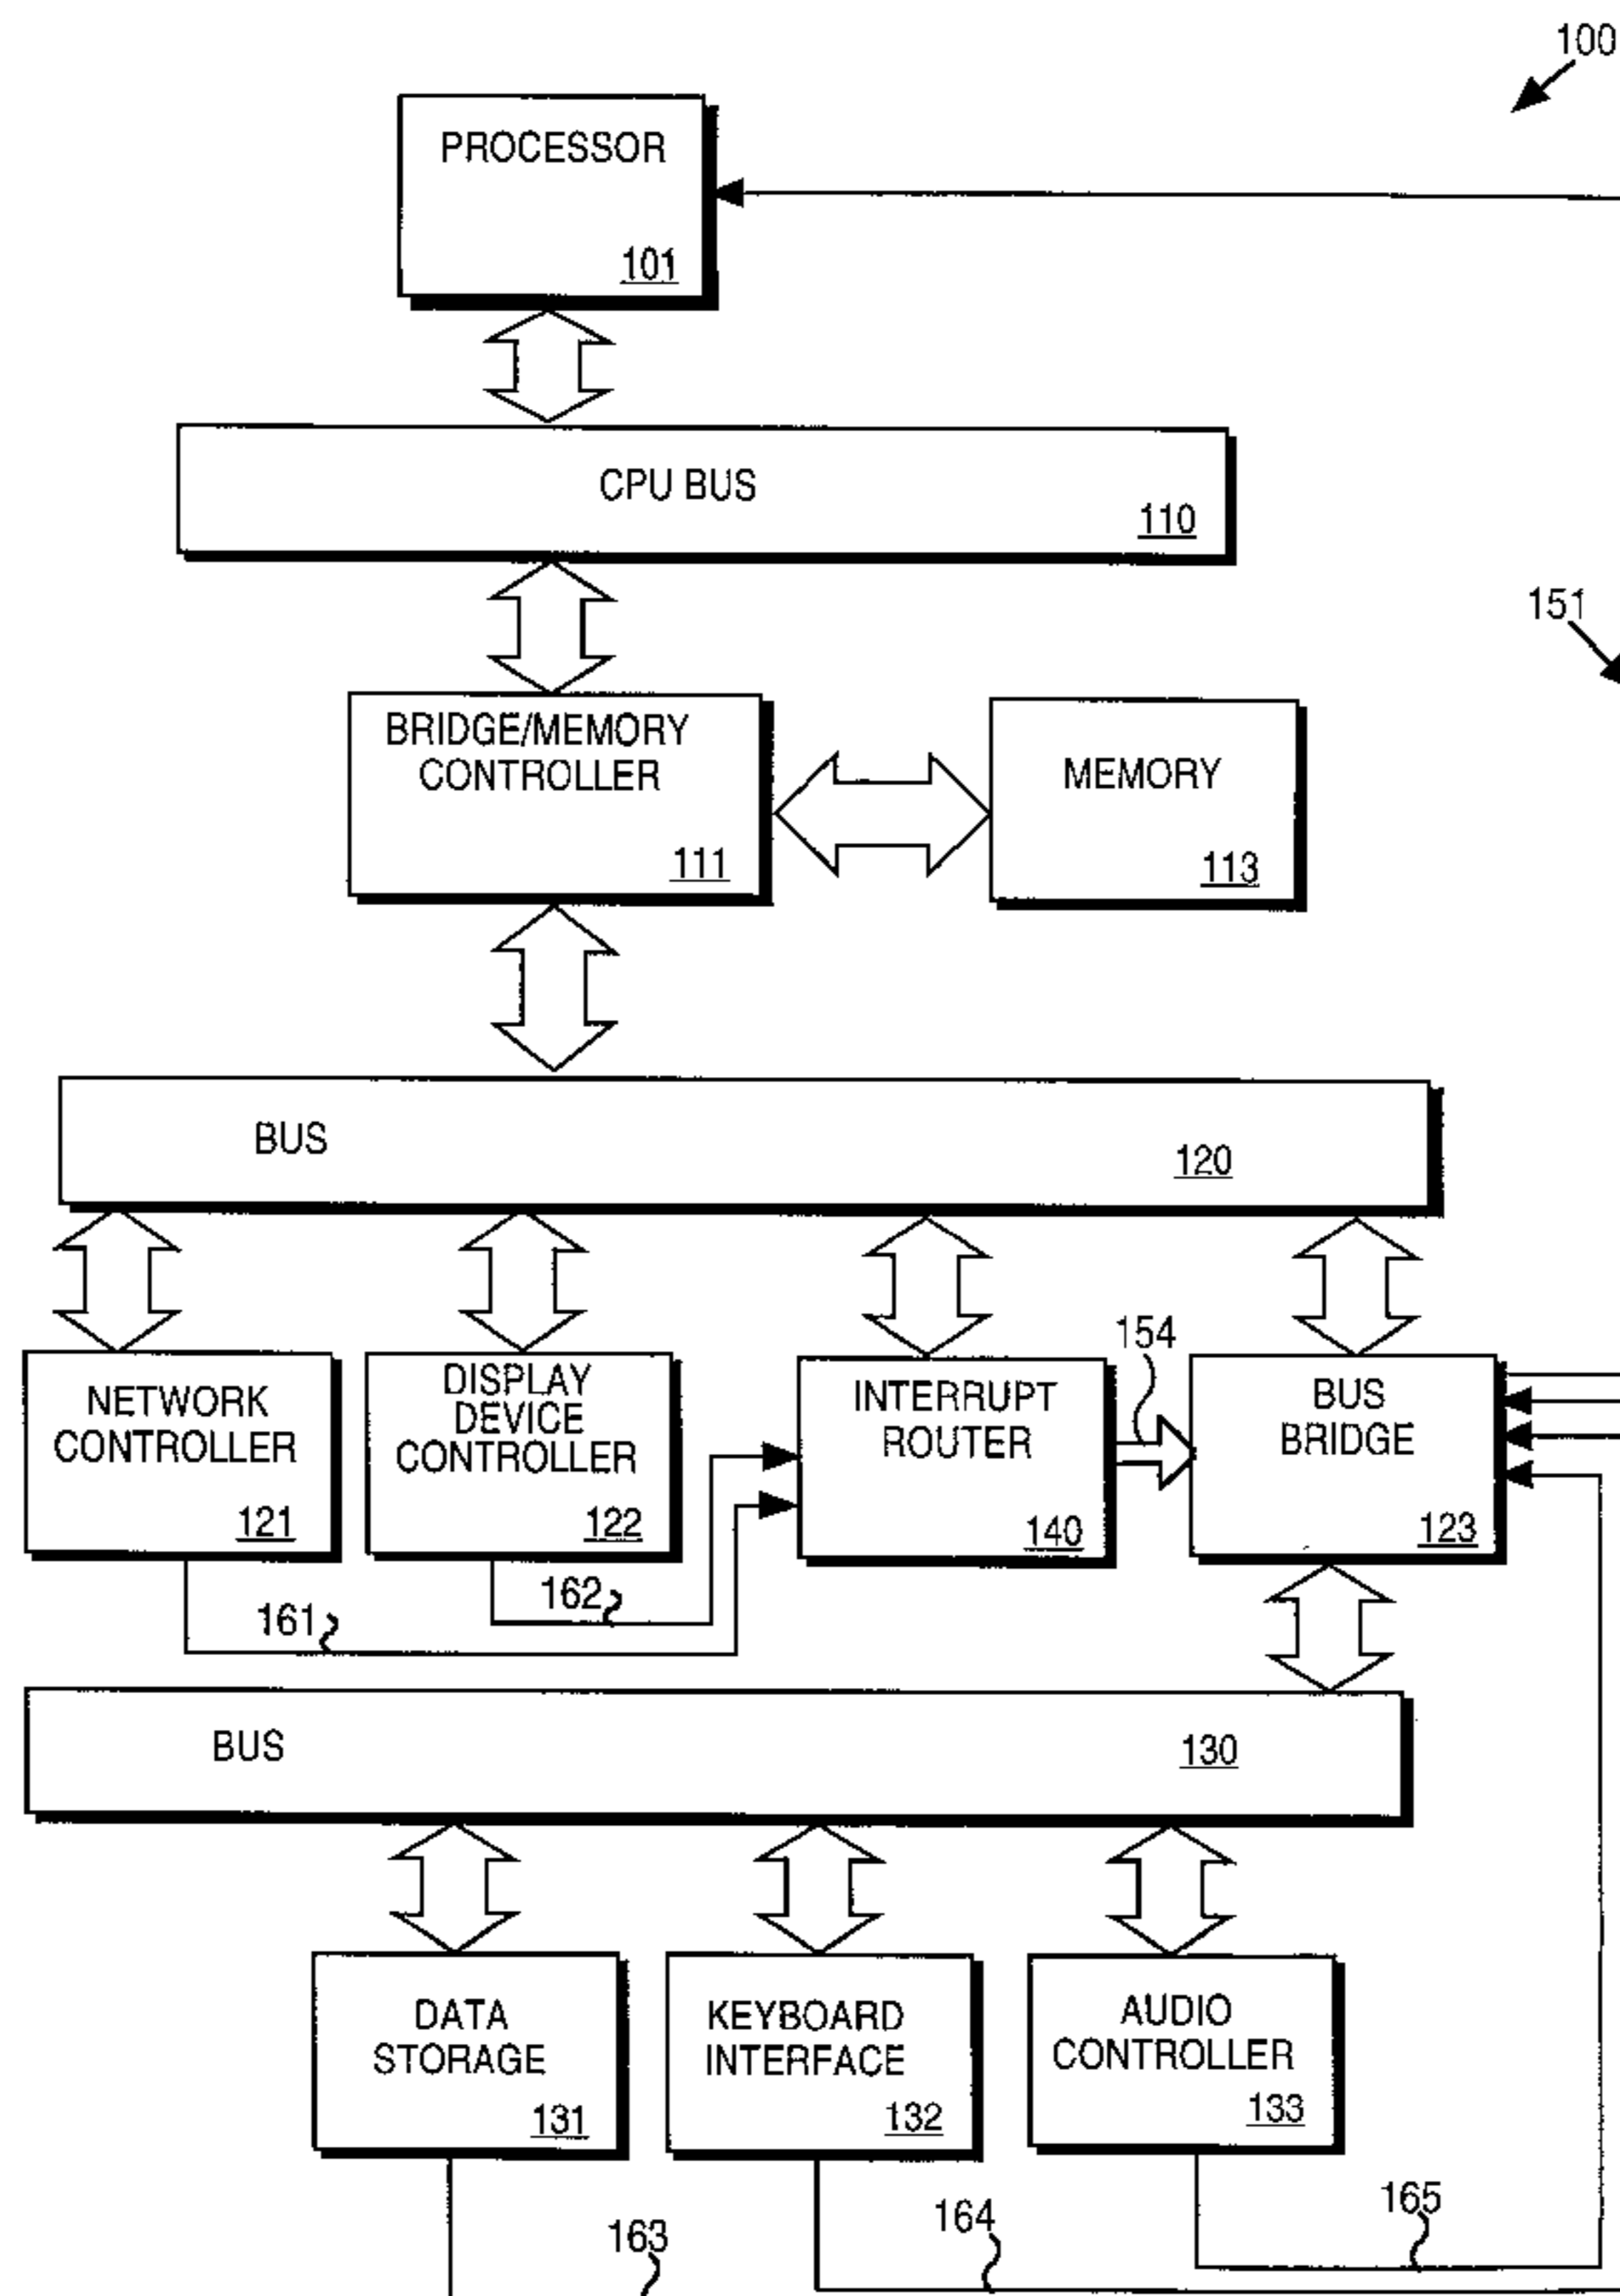 100
PROCESSOR
101
CPU BUS
110
151
BRIDGE/MEMORY
CONTROLLER
111
MEMORY
113
BUS
120
154
NETWORK
CONTROLLER
121
DISPLAY
DEVICE
CONTROLLER
122
INTERRUPT
ROUTER
140
BUS
BRIDGE
123
161
162
BUS
130
DATA
STORAGE
131
KEYBOARD
INTERFACE
132
AUDIO
CONTROLLER
133
163
164
165